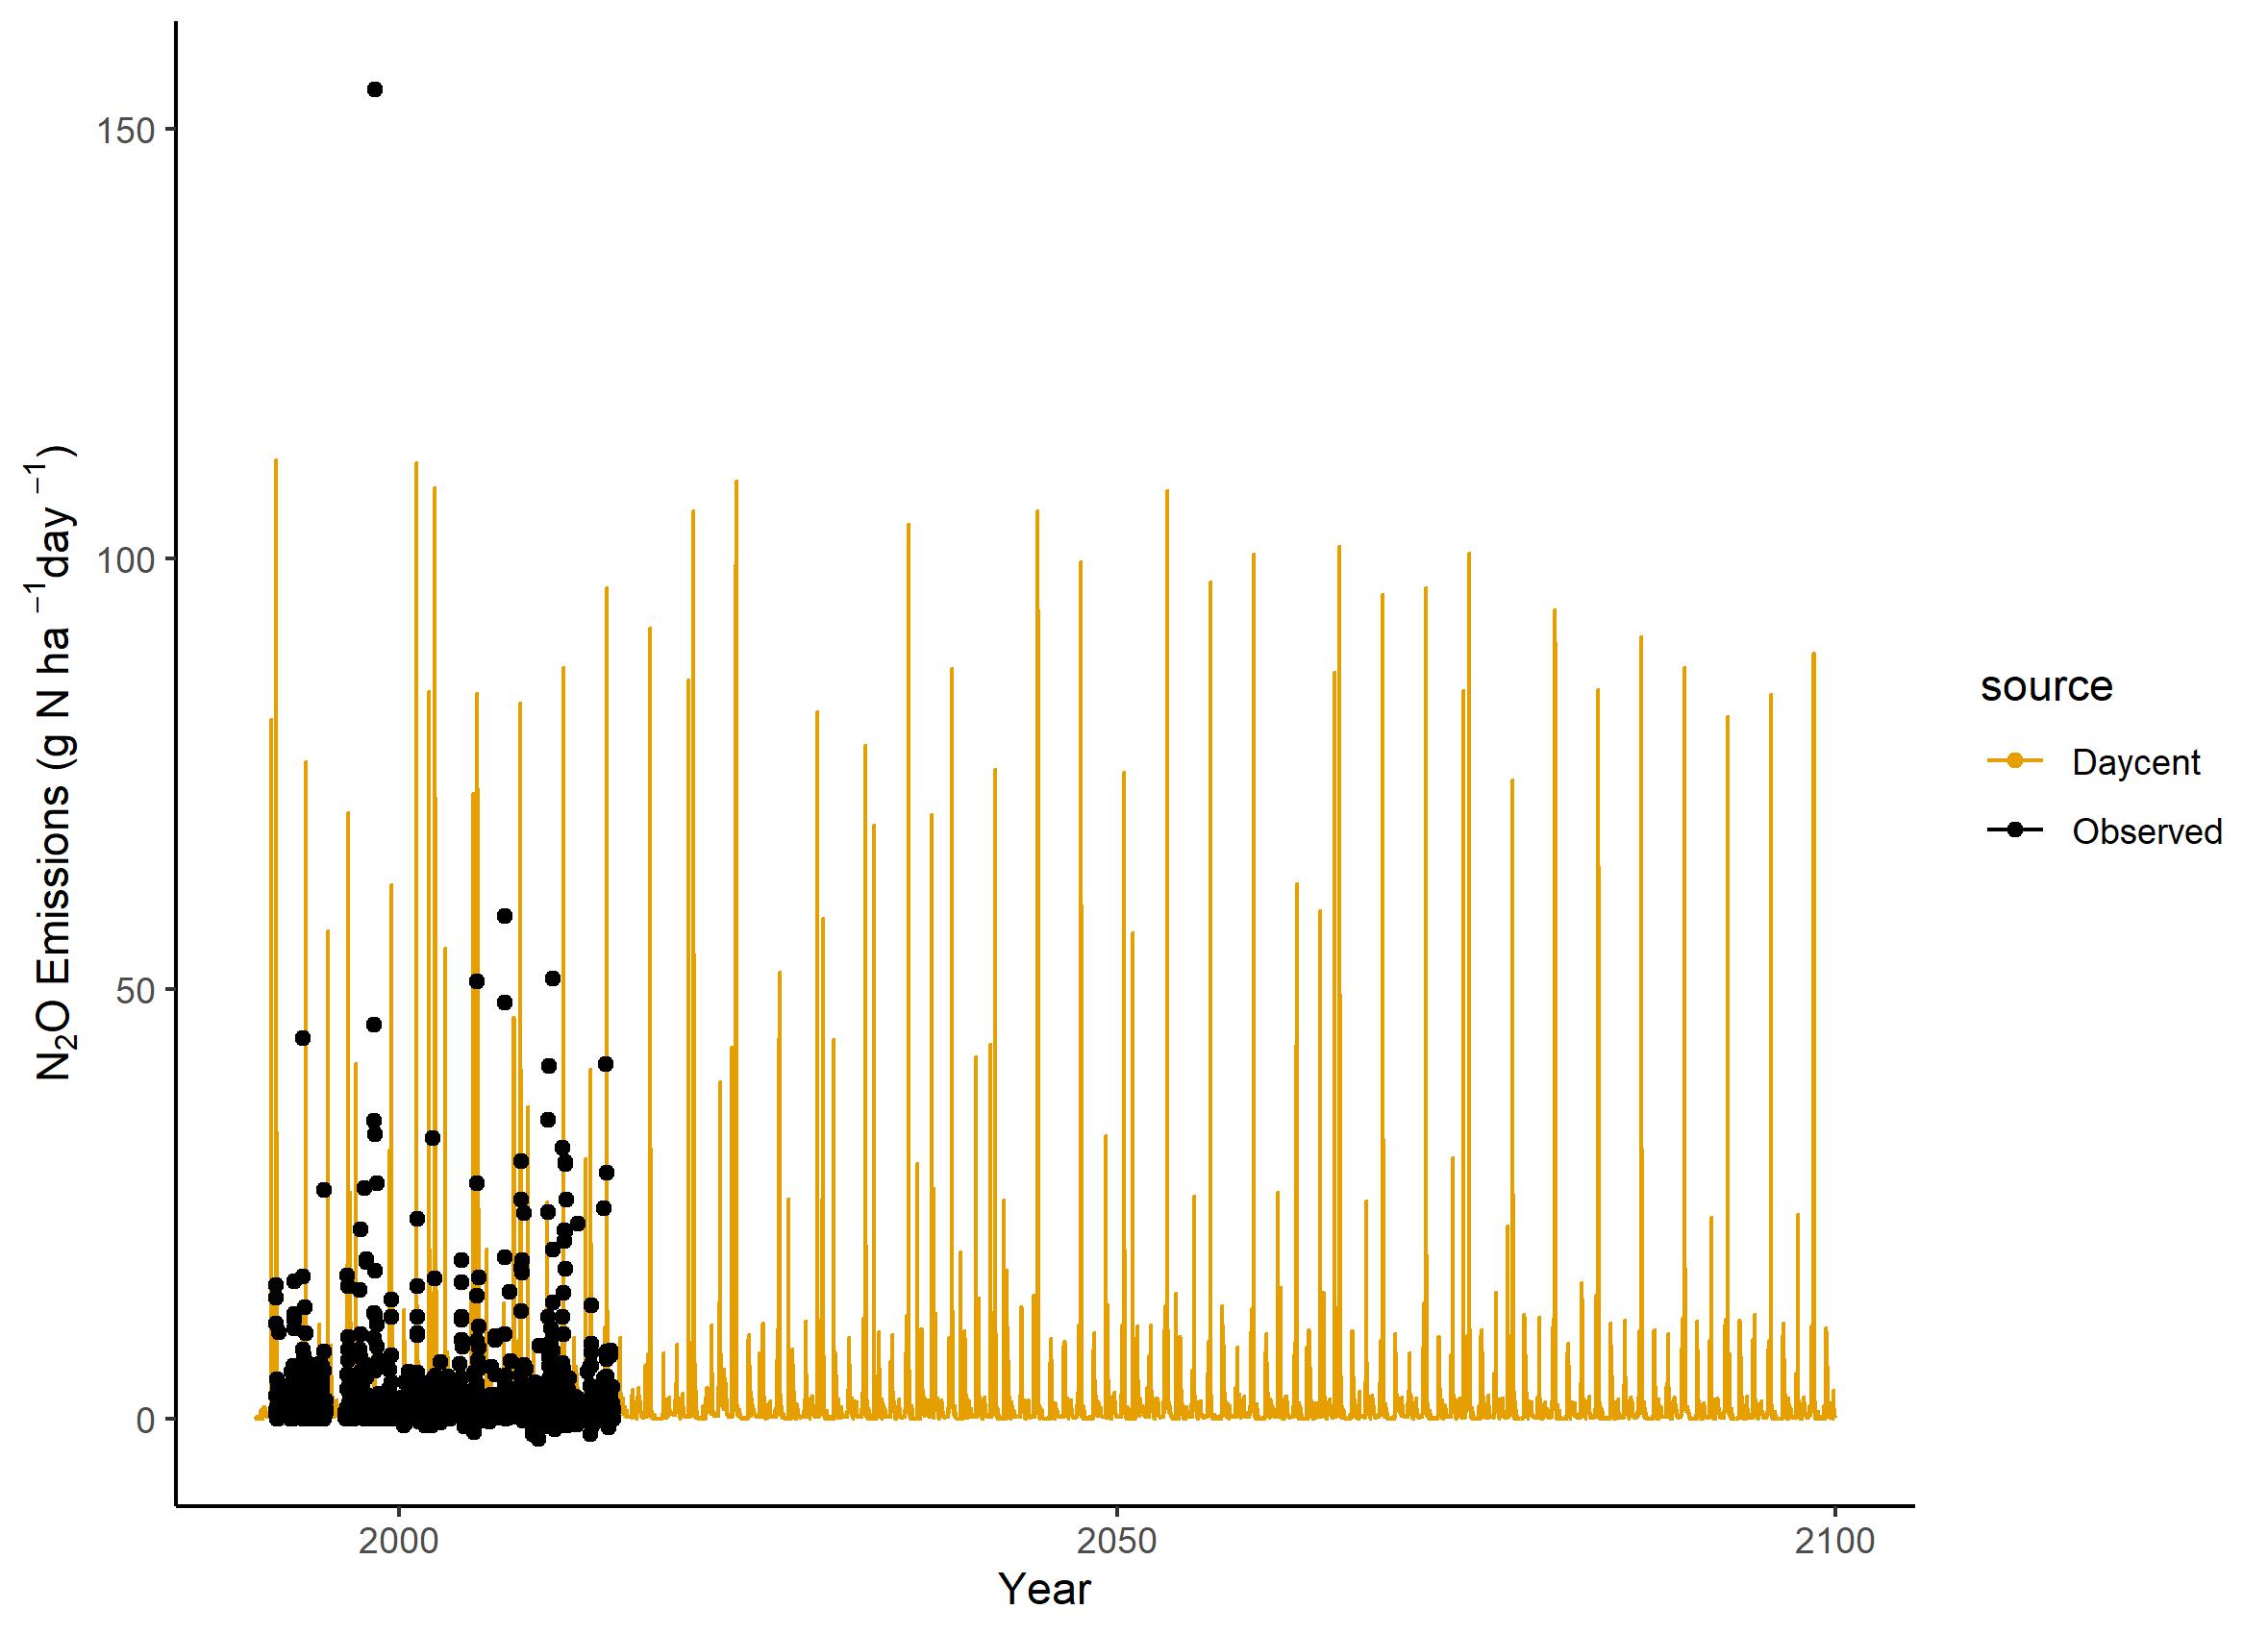 150
100
50
0
N₂O Emissions (g N ha ⁻¹day ⁻¹)
2000
2050
2100
Year
source
Daycent
Observed